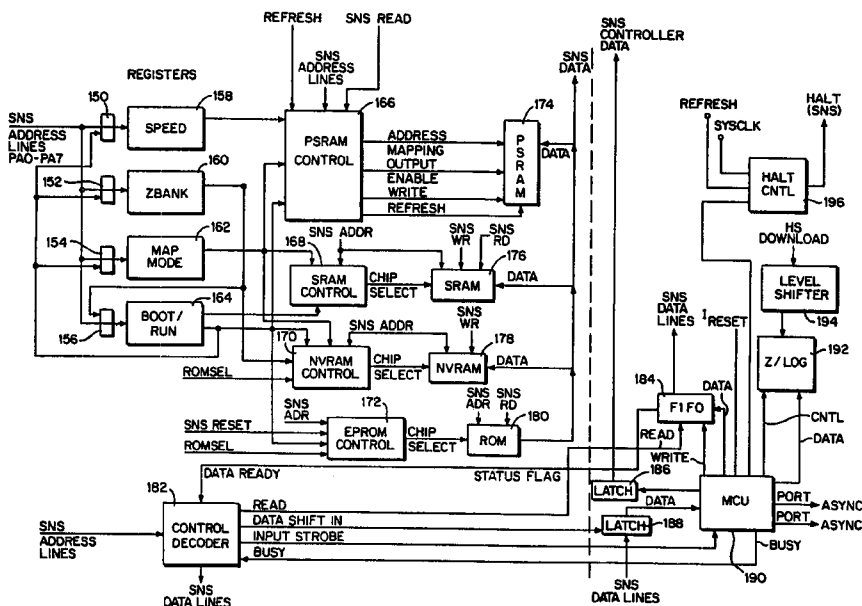 REFRESH
SNS READ
SNS
ADDRESS
LINES
SNS
CONTROLLER
DATA
SNS DATA
REGISTERS
SNS
ADDRESS
LINES
PA0-PA7
150
158
SPEED
152
160
ZBANK
154
162
MAP
MODE
156
164
BOOT/
RUN
166
PSRAM
CONTROL
ADDRESS
MAPPING
OUTPUT
ENABLE
WRITE
REFRESH
174
PSRAM
DATA
REFRESH
SYSCLK
HALT
(SNS)
HALT
CNTL
196
SNS ADDR
168
SRAM
CONTROL
CHIP
SELECT
SNS
WR
SNS
RD
176
SRAM
DATA
HS
DOWNLOAD
LEVEL
SHIFTER
194
SNS ADDR
SNS
WR
170
NVRAM
CONTROL
CHIP
SELECT
178
NVRAM
DATA
ROMSEL
SNS
DATA
LINES
I RESET
192
Z/LOG
184
FIFO
DATA
SNS
ADR
172
SNS RESET
EPROM
CONTROL
ROMSEL
CHIP
SELECT
SNS
ADR
SNS
RD
180
ROM
READ
WRITE
CNTL
DATA
DATA READY
STATUS FLAG
186
LATCH
DATA
MCU
PORT
ASYNC
PORT
ASYNC
BUSY
190
LATCH
188
SNS
DATA LINES
182
SNS
ADDRESS
LINES
CONTROL
DECODER
READ
DATA SHIFT IN
INPUT STROBE
BUSY
SNS
DATA LINES